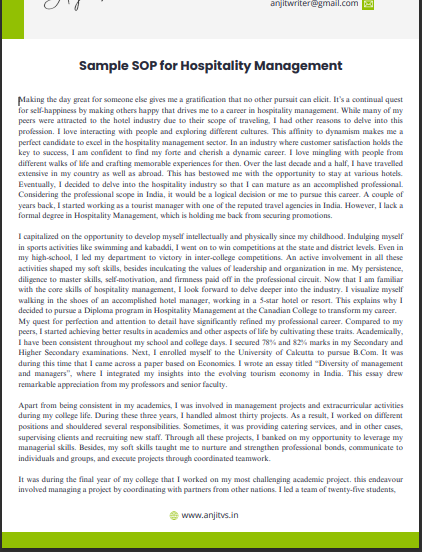 anjitwriter@gmail.com
Sample SOP for Hospitality Management
Making the day great for someone else gives me a gratification that no other pursuit can elicit. It's a continual quest
for self-happiness by making others happy that drives me to a career in hospitality management. While many of my
peers were attracted to the hotel industry due to their scope of traveling, I had other reasons to delve into this
profession. I love interacting with people and exploring different cultures. This affinity to dynamism makes me a
perfect candidate to excel in the hospitality management sector. In an industry where customer satisfaction holds the
key to success, I am confident to find my forte and cherish a dynamic career. I love mingling with people from
different walks of life and crafting memorable experiences for then. Over the last decade and a half, I have travelled
extensive in my country as well as abroad. This has bestowed me with the opportunity to stay at various hotels.
Eventually, I decided to delve into the hospitality industry so that I can mature as an accomplished professional.
Considering the professional scope in India, it would be a logical decision or me to pursue this career. A couple of
years back, I started working as a tourist manager with one of the reputed travel agencies in India. However, I lack a
formal degree in Hospitality Management, which is holding me back from securing promotions.
I capitalized on the opportunity to develop myself intellectually and physically since my childhood. Indulging myself
in sports activities like swimming and kabaddi, I went on to win competitions at the state and district levels. Even in
my high-school, I led my department to victory in inter-college competitions. An active involvement in all these
activities shaped my soft skills, besides inculcating the values of leadership and organization in me. My persistence,
diligence to master skills, self-motivation, and firmness paid off in the professional circuit. Now that I am familiar
with the core skills of hospitality management, I look forward to delve deeper into the industry. I visualize myself
walking in the shoes of an accomplished hotel manager, working in a 5-star hotel or resort. This explains why I
decided to pursue a Diploma program in Hospitality Management at the Canadian College to transform my career.
My quest for perfection and attention to detail have significantly refined my professional career. Compared to my
peers, I started achieving better results in academics and other aspects of life by cultivating these traits. Academically,
I have been consistent throughout my school and college days. I secured 78% and 82% marks in my Secondary and
Higher Secondary examinations. Next, I enrolled myself to the University of Calcutta to pursue B.Com. It was
during this time that I came across a paper based on Economics. I wrote an essay titled "Diversity of management
and managers", where I integrated my insights into the evolving tourism economy in India. This essay drew
remarkable appreciation from my professors and senior faculty.
Apart from being consistent in my academics, I was involved in management projects and extracurricular activities
during my college life. During these three years, I handled almost thirty projects. As a result, I worked on different
positions and shouldered several responsibilities. Sometimes, it was providing catering services, and in other cases,
supervising clients and recruiting new staff. Through all these projects, I banked on my opportunity to leverage my
managerial skills. Besides, my soft skills taught me to nurture and strengthen professional bonds, communicate to
individuals and groups, and execute projects through coordinated teamwork.
It was during the final year of my college that I worked on my most challenging academic project. this endeavour
involved managing a project by coordinating with partners from other nations. I led a team of twenty-five students,
www.anjitvs.in